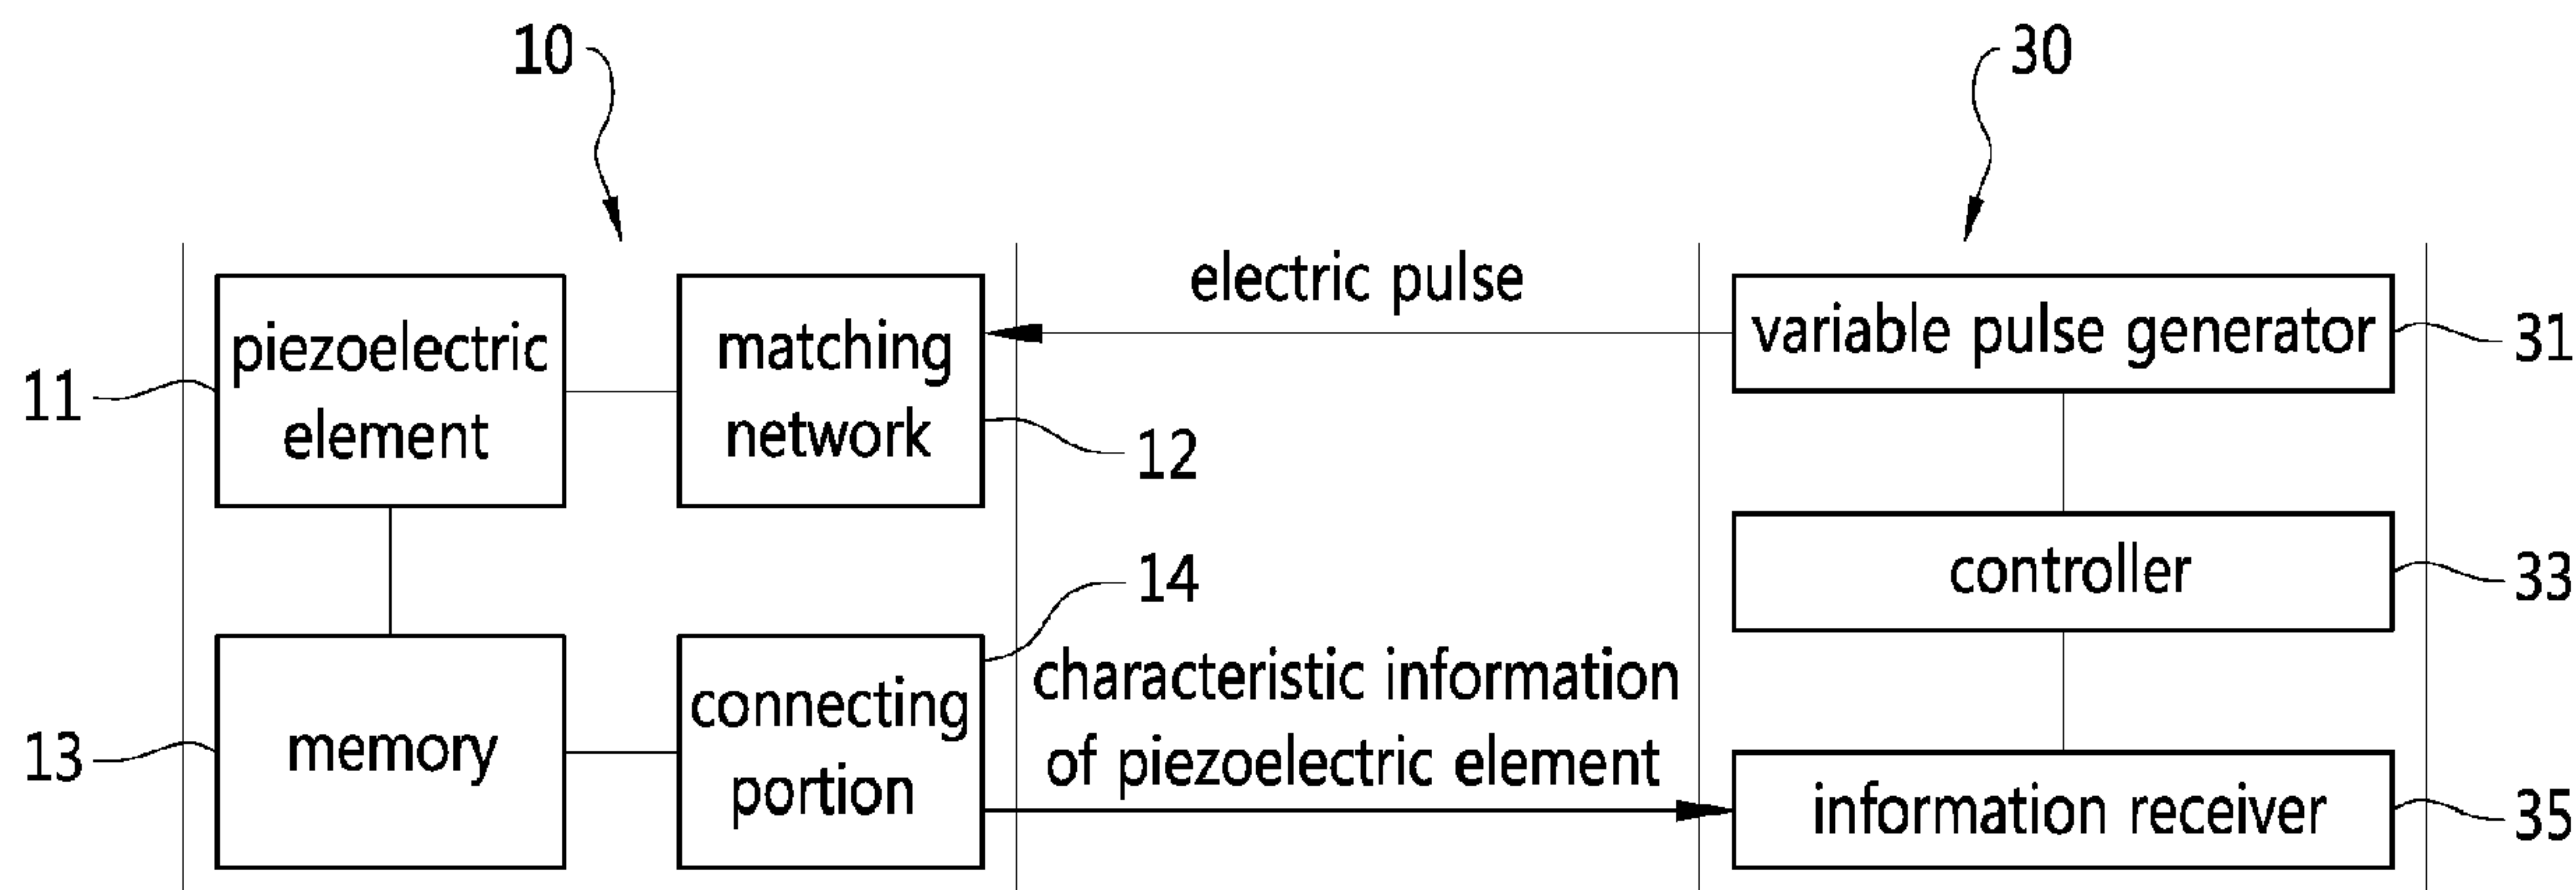 10
30
electric pulse
piezoelectric
element
matching
network
variable pulse generator
31
11
12
controller
33
14
characteristic information
of piezoelectric element
13
memory
connecting
portion
information receiver
35